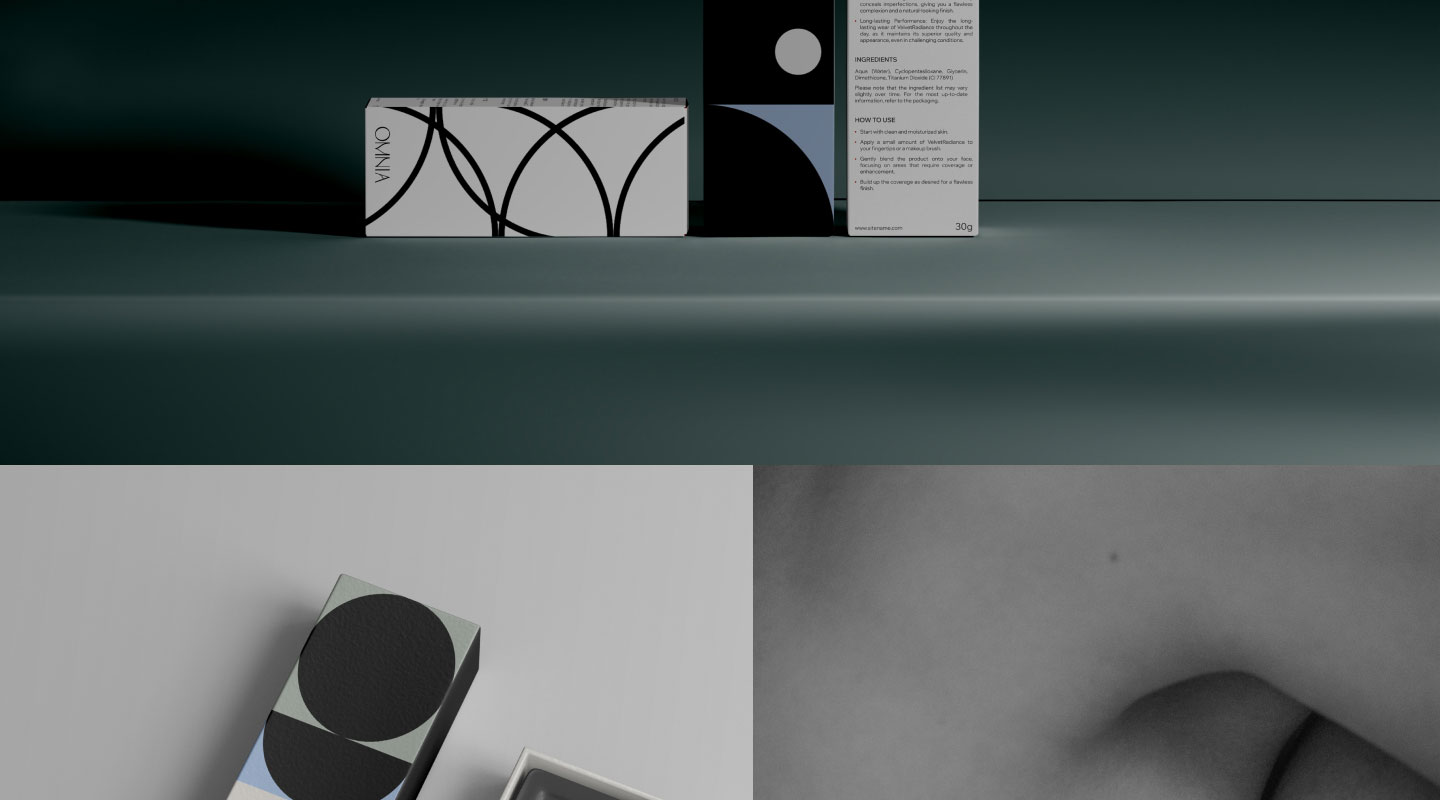 conceals imperfections, giving you a flawless
complexion and a natural-looking finish.
• Long-lasting Performance: Enjoy the long-
lasting wear of VelvetRadiance throughout the
day, as it maintains its superior quality and
appearance, even in challenging conditions.
INGREDIENTS
Aqua (Water), Cyclopentasiloxane, Glycerin,
Dimethicone, Titanium Dioxide (CI 77891).
Please note that the ingredient list may vary
slightly over time. For the most up-to-date
information, refer to the packaging.
HOW TO USE
• Start with clean and moisturized skin.
• Apply a small amount of VelvetRadiance to
your fingertips or a makeup brush.
• Gently blend the product onto your face,
focusing on areas that require coverage or
enhancement.
• Build up the coverage as desired for a flawless
finish.
www.sitename.com 30g
OMNIA